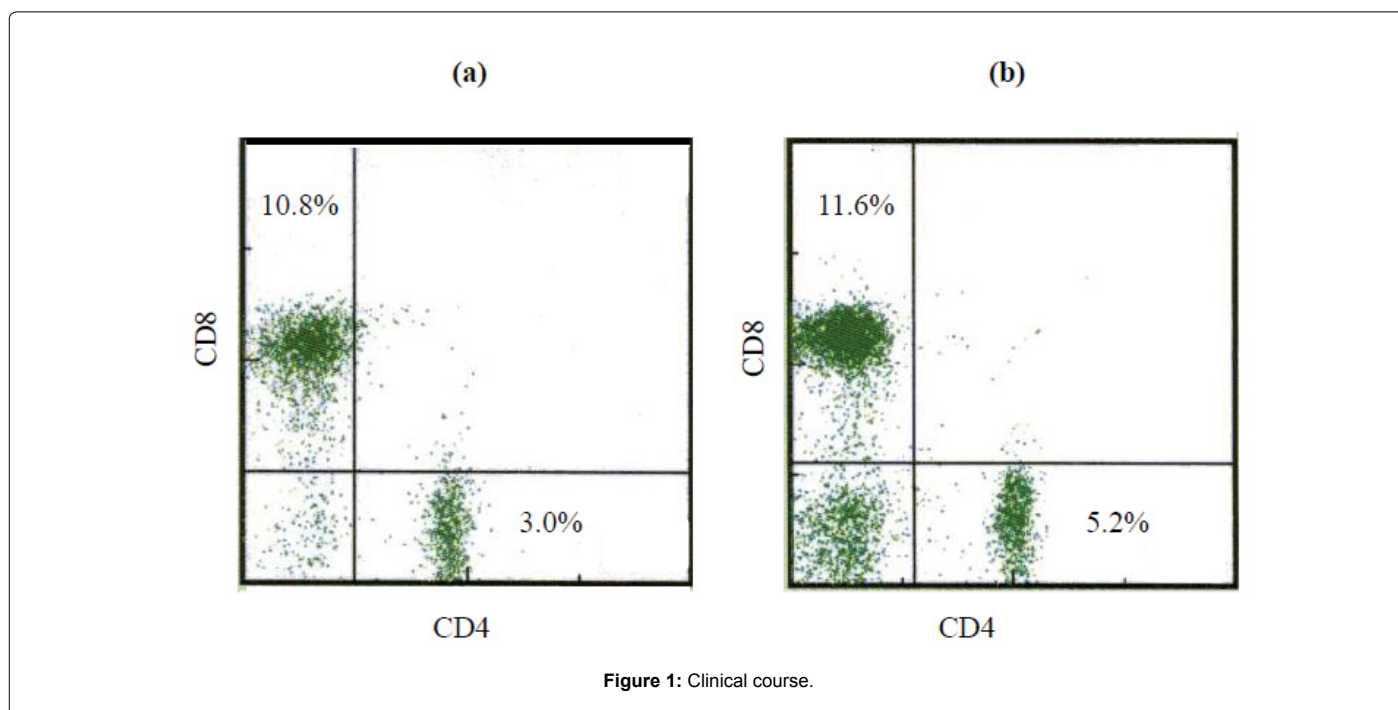 (a)
(b)
10.8%
11.6%
CD8
CD8
3.0%
5.2%
CD4
CD4
Figure 1: Clinical course.